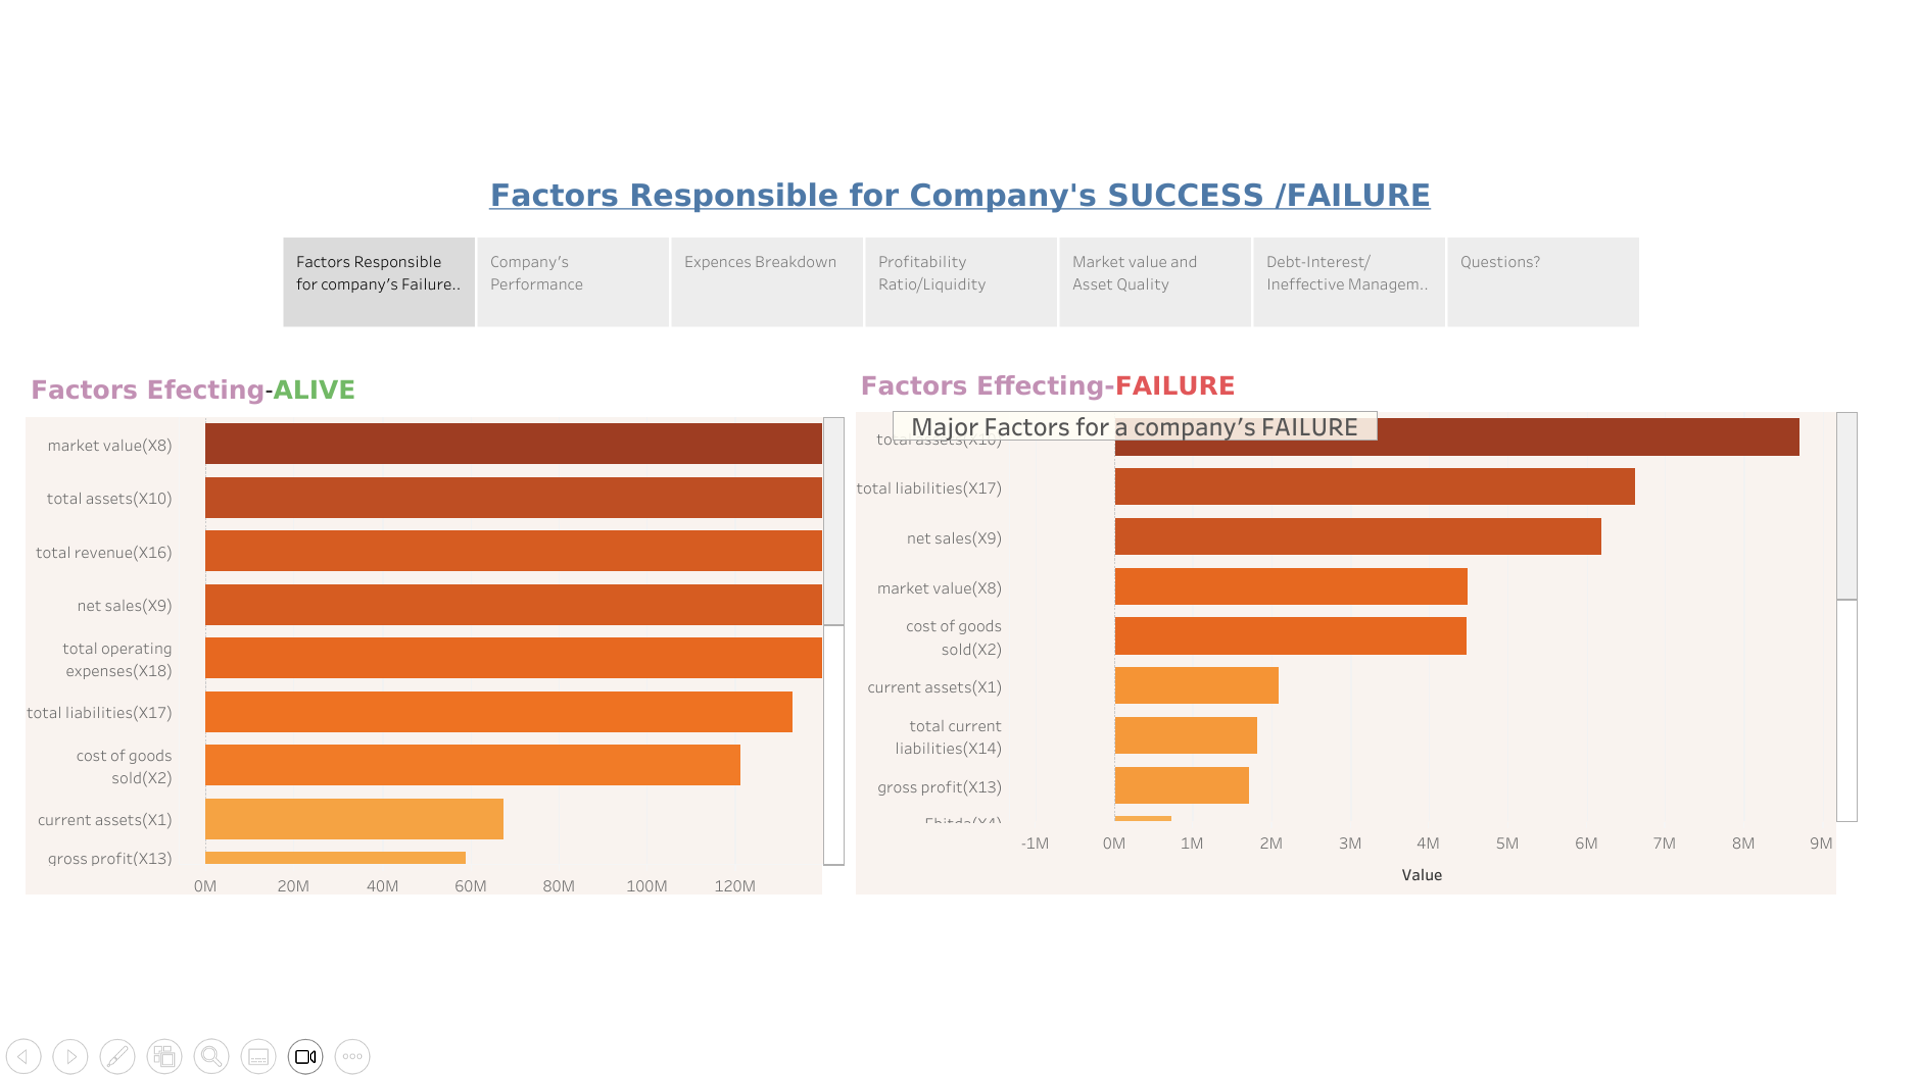 Factors Responsible for Company's SUCCESS /FAILURE
Factors Responsible
for company's Failure..
Company's
Performance
Expences Breakdown
Profitability
Ratio/Liquidity
Market value and
Asset Quality
Debt-Interest/
Ineffective Managem..
Questions?
Factors Efecting-ALIVE
market value(X8)
total assets(X10)
total revenue(X16)
net sales(X9)
total operating
expenses(X18)
total liabilities(X17)
cost of goods
sold(X2)
current assets(X1)
gross profit(X13)
0M 20M 40M 60M 80M 100M 120M
Factors Effecting-FAILURE
Major Factors for a company's FAILURE
total assets(X10)
total liabilities(X17)
net sales(X9)
market value(X8)
cost of goods
sold(X2)
current assets(X1)
total current
liabilities(X14)
gross profit(X13)
Ebitda(X4)
-1M 0M 1M 2M 3M 4M 5M 6M 7M 8M 9M
Value